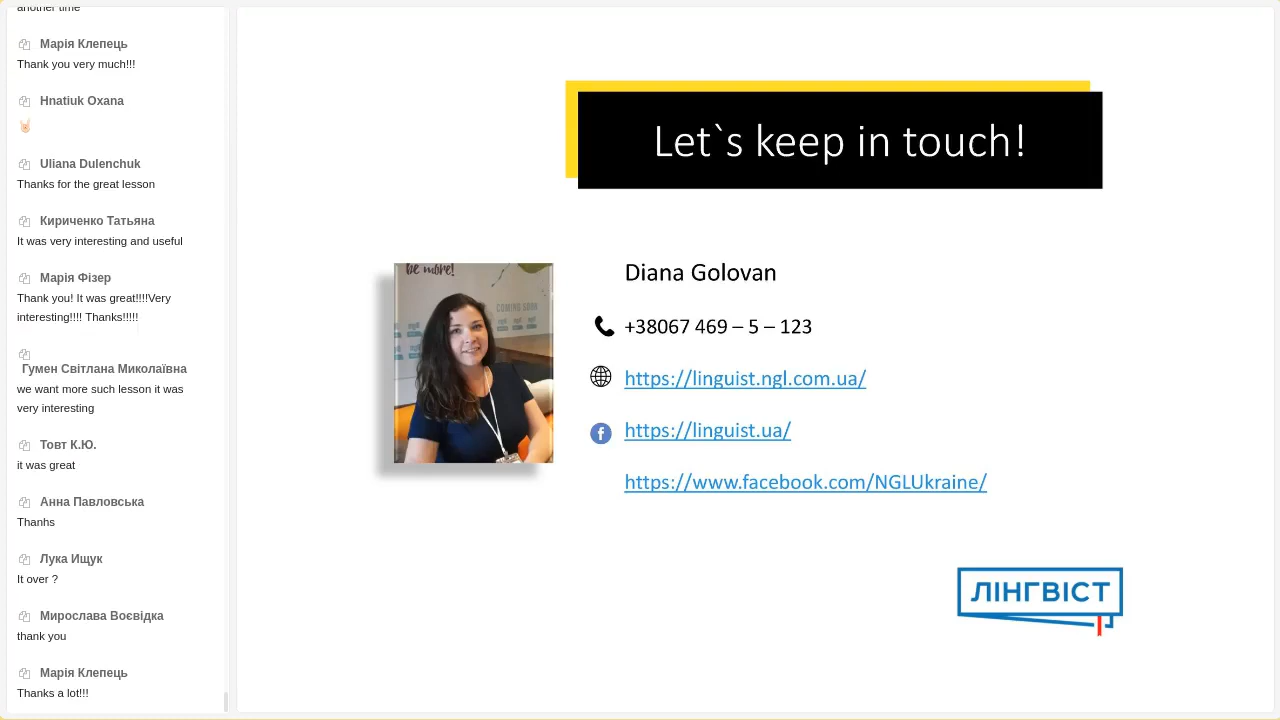 another time
Марія Клепець
Thank you very much!!!
Hnatiuk Oxana
Uliana Dulenchuk
Thanks for the great lesson
Кириченко Татьяна
It was very interesting and useful
Марія Фізер
Thank you! It was great!!!!Very
interesting!!!! Thanks!!!!!
Гумен Світлана Миколаївна
we want more such lesson it was
very interesting
Товт К.Ю.
it was great
Анна Павловська
Thanhs
Лука Ищук
It over ?
Мирослава Воєвідка
thank you
Марія Клепець
Thanks a lot!!!
Let`s keep in touch!
be more!
COMING SOON
Diana Golovan
+38067 469 – 5 – 123
https://linguist.ngl.com.ua/
https://linguist.ua/
https://www.facebook.com/NGLUkraine/
ЛІНГВІСТ